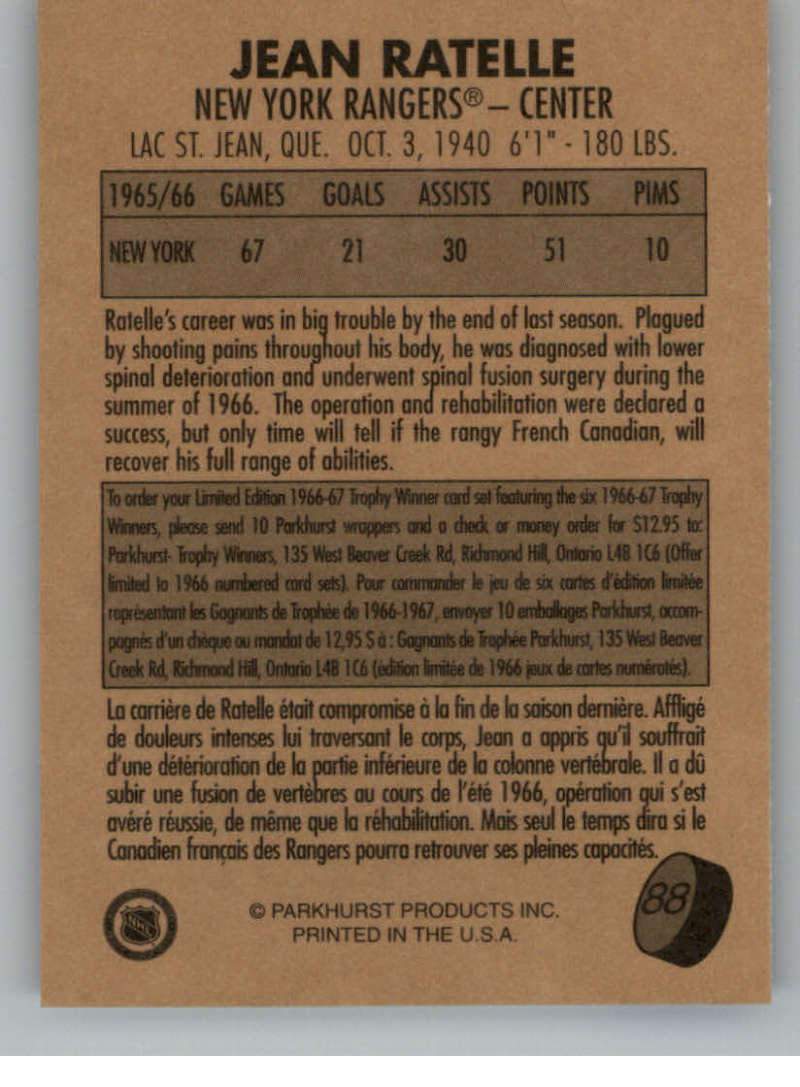 JEAN RATELLE
NEW YORK RANGERS® – CENTER
LAC ST. JEAN, QUE. OCT. 3, 1940 6'1" - 180 LBS.
1965/66 GAMES GOALS ASSISTS POINTS PIMS
NEW YORK 67 21 30 51 10
Ratelle's career was in big trouble by the end of last season. Plagued
by shooting pains throughout his body, he was diagnosed with lower
spinal deterioration and underwent spinal fusion surgery during the
summer of 1966. The operation and rehabilitation were declared a
success, but only time will tell if the rangy French Canadian, will
recover his full range of abilities.
To order your Limited Edition 1966-67 Trophy Winner card set featuring the six 1966-67 Trophy
Winners, please send 10 Parkhurst wrappers and a check or money order for $12.95 to:
Parkhurst- Trophy Winners, 135 West Beaver Creek Rd, Richmond Hill, Ontario L4B 1C6 (Offer
limited to 1966 numbered card sets). Pour commander le jeu de six cartes d'édition limitée
représentant les Gagnants de Trophée de 1966-1967, envoyer 10 emballages Parkhurst, accom-
pagnés d'un chèque ou mandat de 12,95 $ à : Gagnants de Trophée Parkhurst, 135 West Beaver
Creek Rd, Richmond Hill, Ontario L4B 1C6 (édition limitée de 1966 jeux de cartes numérotés).
La carrière de Ratelle était compromise à la fin de la saison dernière. Affligé
de douleurs intenses lui traversant le corps, Jean a appris qu'il souffrait
d'une détérioration de la partie inférieure de la colonne vertébrale. Il a dû
subir une fusion de vertèbres au cours de l'été 1966, opération qui s'est
avéré réussie, de même que la réhabilitation. Mais seul le temps dira si le
Canadien français des Rangers pourra retrouver ses pleines capacités.
88
NHL
© PARKHURST PRODUCTS INC.
PRINTED IN THE U.S.A.